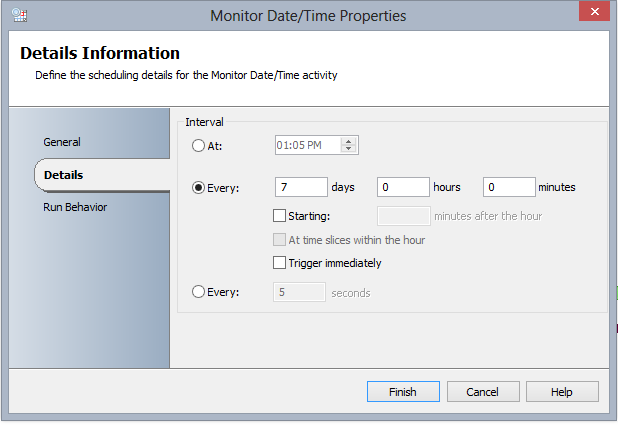 Monitor Date/Time Properties
Details Information
Define the scheduling details for the Monitor Date/Time activity
General
Details
Run Behavior
Interval
At: 01:05 PM
Every: 7 days 0 hours 0 minutes
Starting: minutes after the hour
At time slices within the hour
Trigger immediately
Every: 5 seconds
Finish Cancel Help